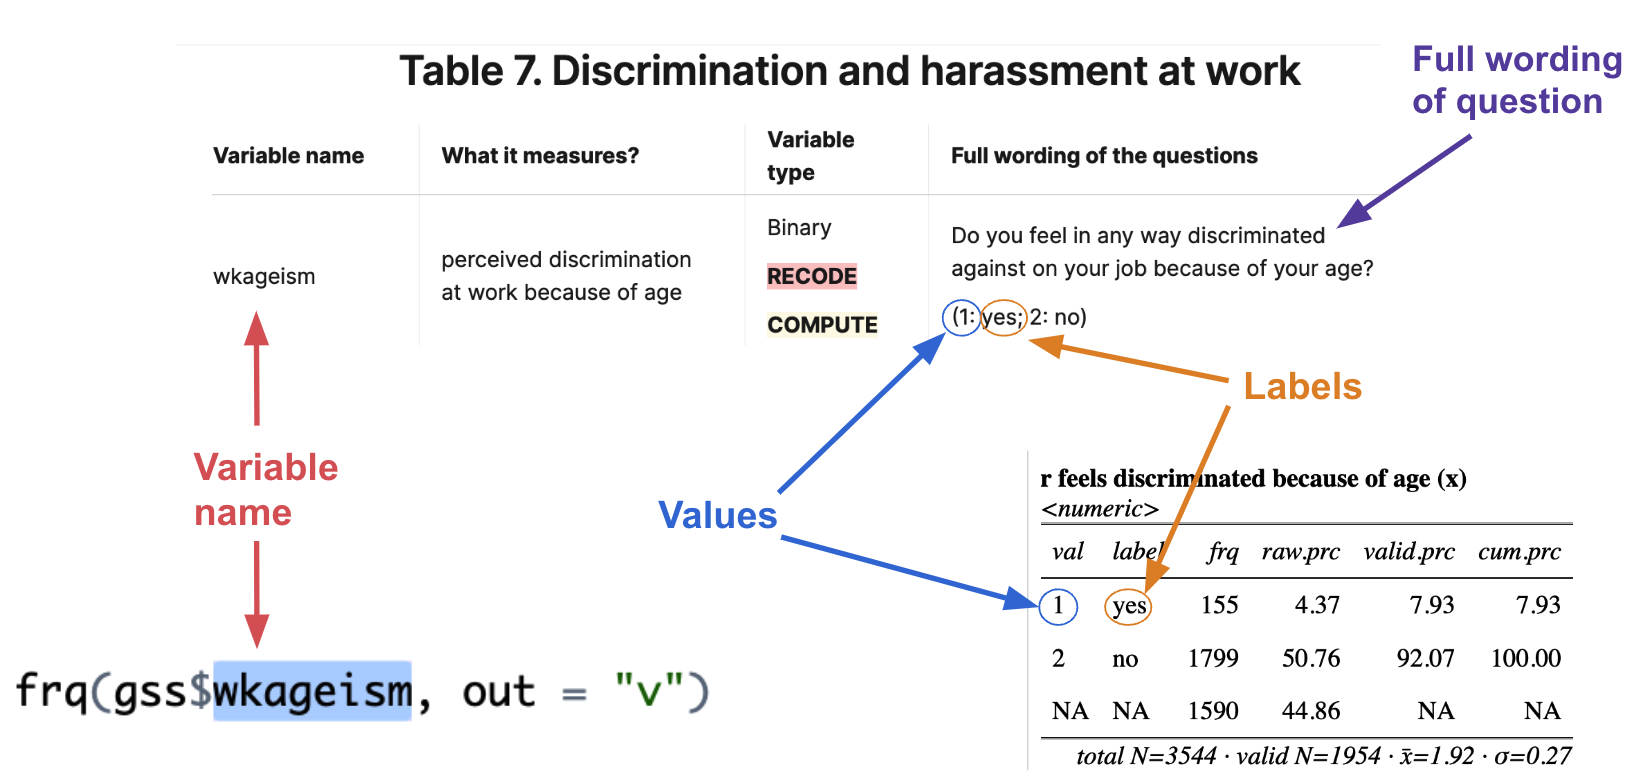 Table 7. Discrimination and harassment at work
Full wording
of question
Variable name
What it measures?
Variable
type
Full wording of the questions
wkageism
perceived discrimination
at work because of age
Binary
RECODE
COMPUTE
Do you feel in any way discriminated
against on your job because of your age?
(1: yes; 2: no)
Labels
Variable
name
Values
r feels discriminated because of age (x)
<numeric>
val label frq raw.prc valid.prc cum.prc
1 yes 155 4.37 7.93 7.93
2 no 1799 50.76 92.07 100.00
NA NA 1590 44.86 NA NA
total N=3544 · valid N=1954 · x̄=1.92 · σ=0.27
frq(gss$wkageism, out = "v")